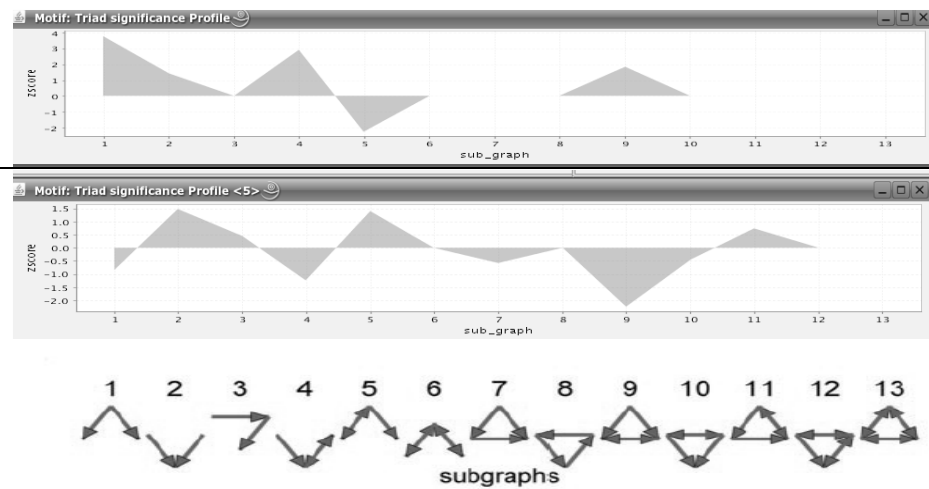 Motif: Triad significance Profile
4
3
2
1
0
-1
-2
zscore
1 2 3 4 5 6 7 8 9 10 11 12 13
sub_graph
Motif: Triad significance Profile <5>
1.5
1.0
0.5
0.0
-0.5
-1.0
-1.5
-2.0
zscore
1 2 3 4 5 6 7 8 9 10 11 12 13
sub_graph
1 2 3 4 5 6 7 8 9 10 11 12 13
subgraphs